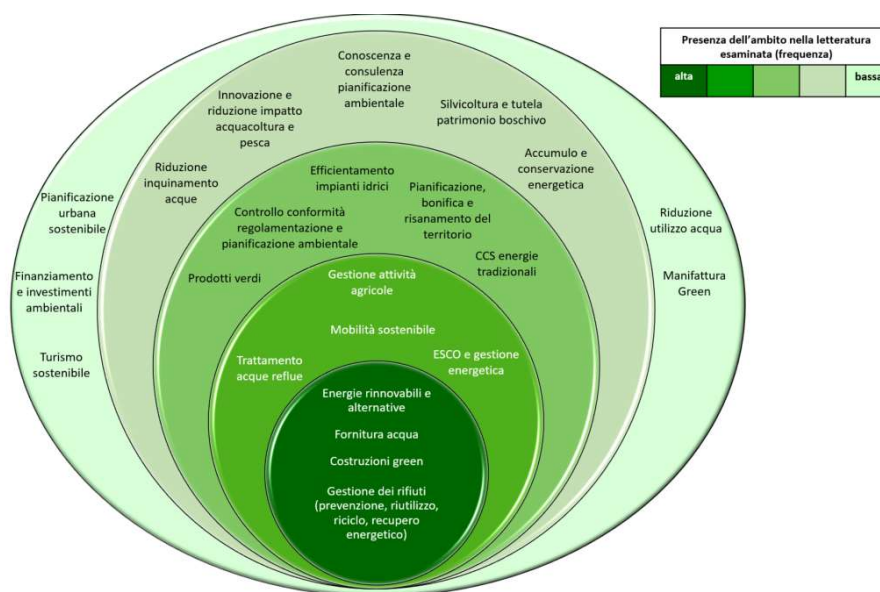 Presenza dell’ambito nella letteratura
esaminata (frequenza)
alta
bassa
Conoscenza e
consulenza
pianificazione
ambientale
Innovazione e
riduzione impatto
acquacoltura e
pesca
Silvicoltura e tutela
patrimonio boschivo
Riduzione
inquinamento
acque
Accumulo e
conservazione
energetica
Efficientamento
impianti idrici
Pianificazione,
bonifica e
risanamento del
territorio
Pianificazione
urbana
sostenibile
Controllo conformità
regolamentazione e
pianificazione ambientale
Riduzione
utilizzo acqua
CCS energie
tradizionali
Finanziamento
e investimenti
ambientali
Prodotti verdi
Gestione attività
agricole
Manifattura
Green
Mobilità sostenibile
Turismo
sostenibile
Trattamento
acque reflue
ESCO e gestione
energetica
Energie rinnovabili e
alternative
Fornitura acqua
Costruzioni green
Gestione dei rifiuti
(prevenzione, riutilizzo,
riciclo, recupero
energetico)